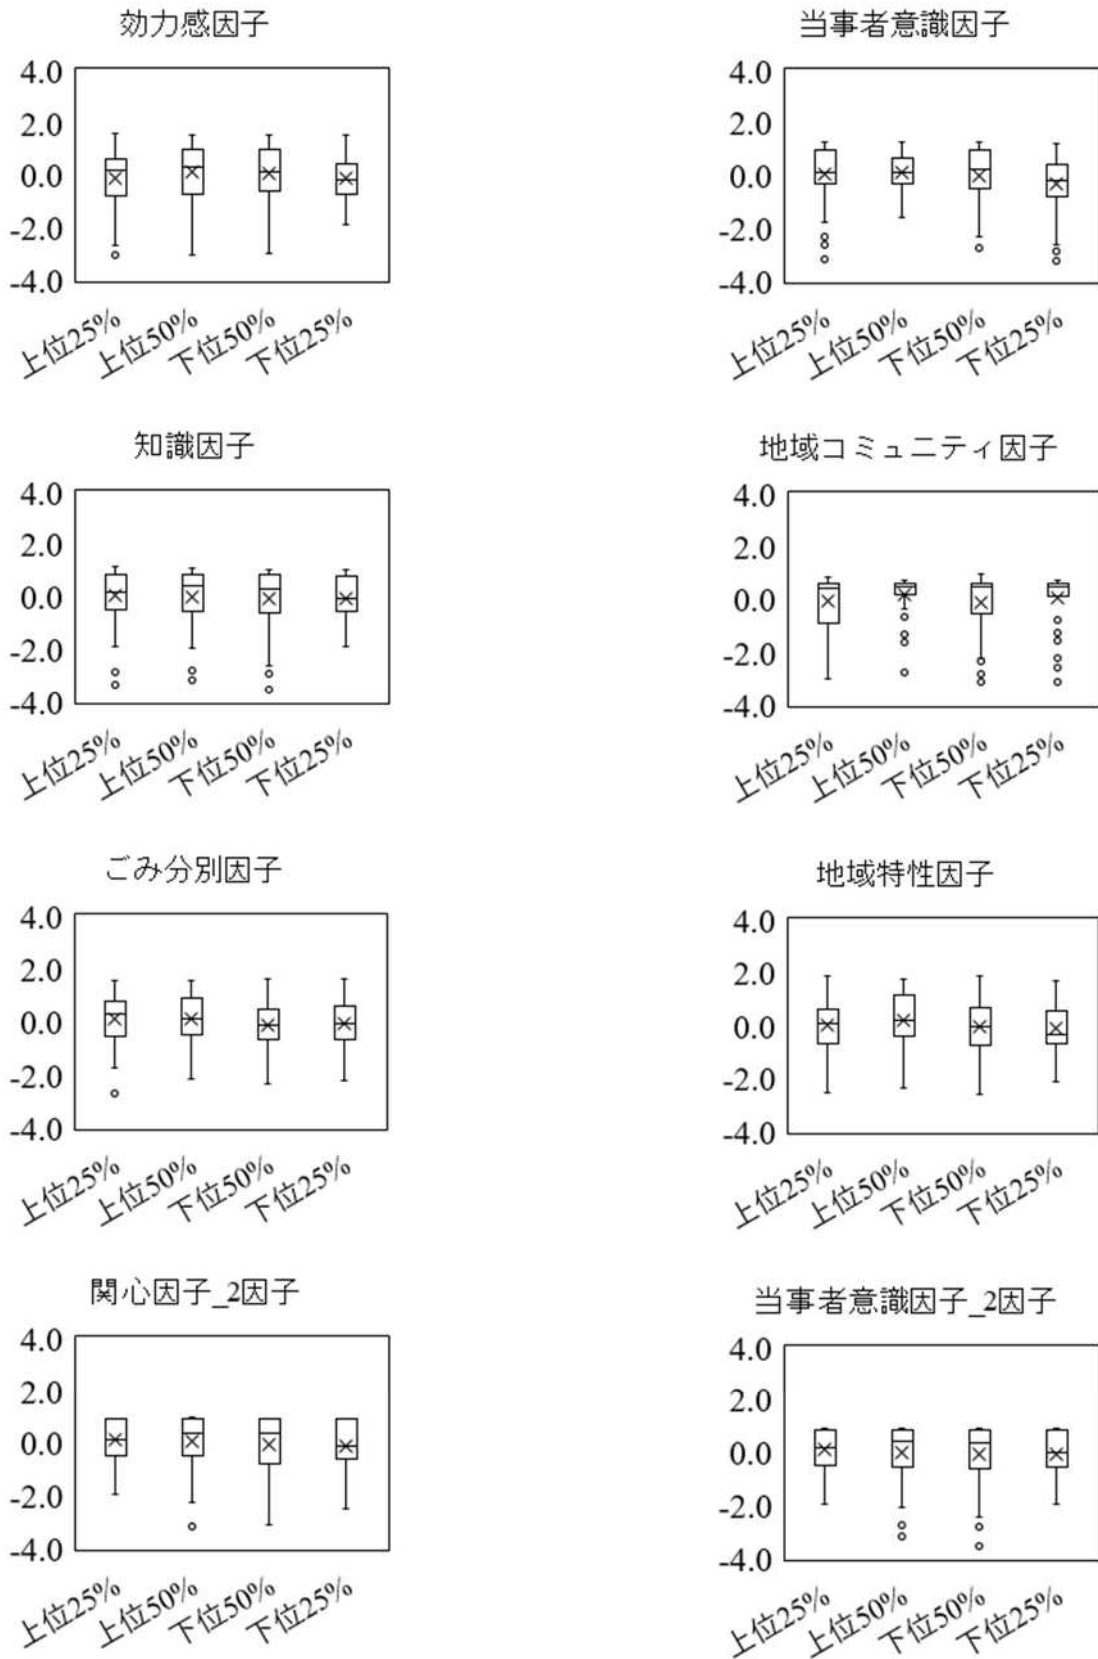 効力感因子
4.0
2.0
0.0
-2.0
-4.0
上位25%
上位50%
下位50%
下位25%
当事者意識因子
4.0
2.0
0.0
-2.0
-4.0
上位25%
上位50%
下位50%
下位25%
知識因子
4.0
2.0
0.0
-2.0
-4.0
上位25%
上位50%
下位50%
下位25%
地域コミュニティ因子
4.0
2.0
0.0
-2.0
-4.0
上位25%
上位50%
下位50%
下位25%
ごみ分別因子
4.0
2.0
0.0
-2.0
-4.0
上位25%
上位50%
下位50%
下位25%
地域特性因子
4.0
2.0
0.0
-2.0
-4.0
上位25%
上位50%
下位50%
下位25%
関心因子_2因子
4.0
2.0
0.0
-2.0
-4.0
上位25%
上位50%
下位50%
下位25%
当事者意識因子_2因子
4.0
2.0
0.0
-2.0
-4.0
上位25%
上位50%
下位50%
下位25%